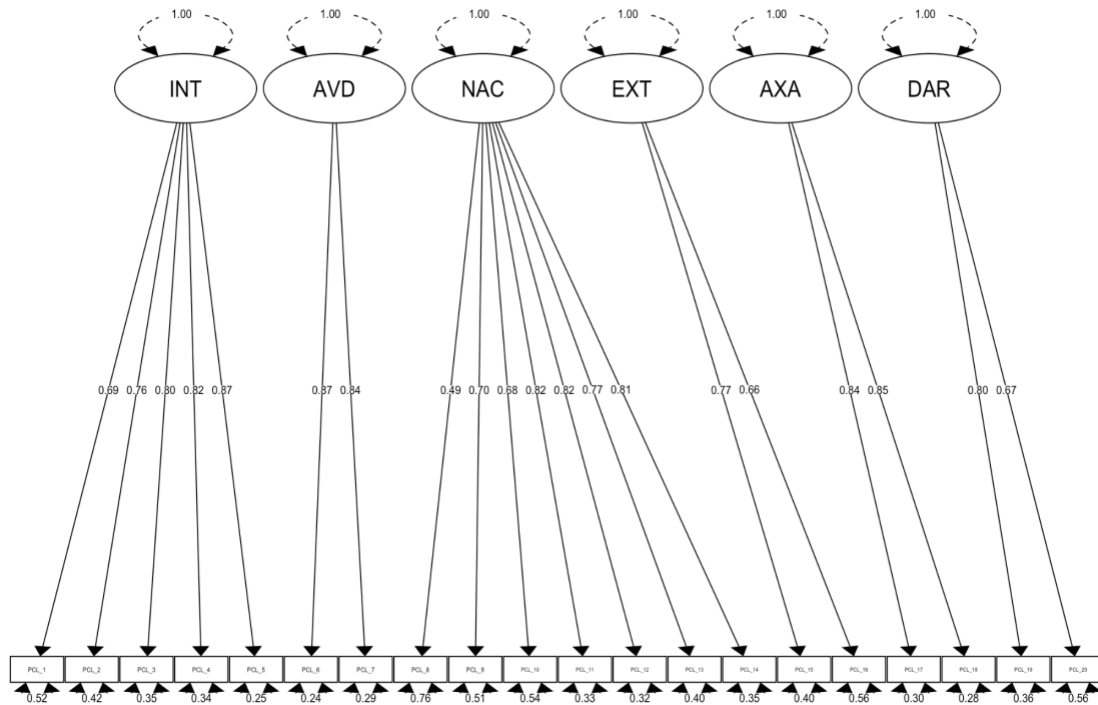 1.00 1.00 1.00 1.00 1.00 1.00
INT AVD NAC EXT AXA DAR
0.69 0.76 0.80 0.82 0.87 0.87 0.84 0.49 0.70 0.68 0.82 0.82 0.77 0.81 0.77 0.66 0.84 0.85 0.80 0.67
PCL_1 PCL_2 PCL_3 PCL_4 PCL_5 PCL_6 PCL_7 PCL_8 PCL_9 PCL_10 PCL_11 PCL_12 PCL_13 PCL_14 PCL_15 PCL_16 PCL_17 PCL_18 PCL_19 PCL_20
0.52 0.42 0.35 0.34 0.25 0.24 0.29 0.76 0.51 0.54 0.33 0.32 0.40 0.35 0.40 0.56 0.30 0.28 0.36 0.56